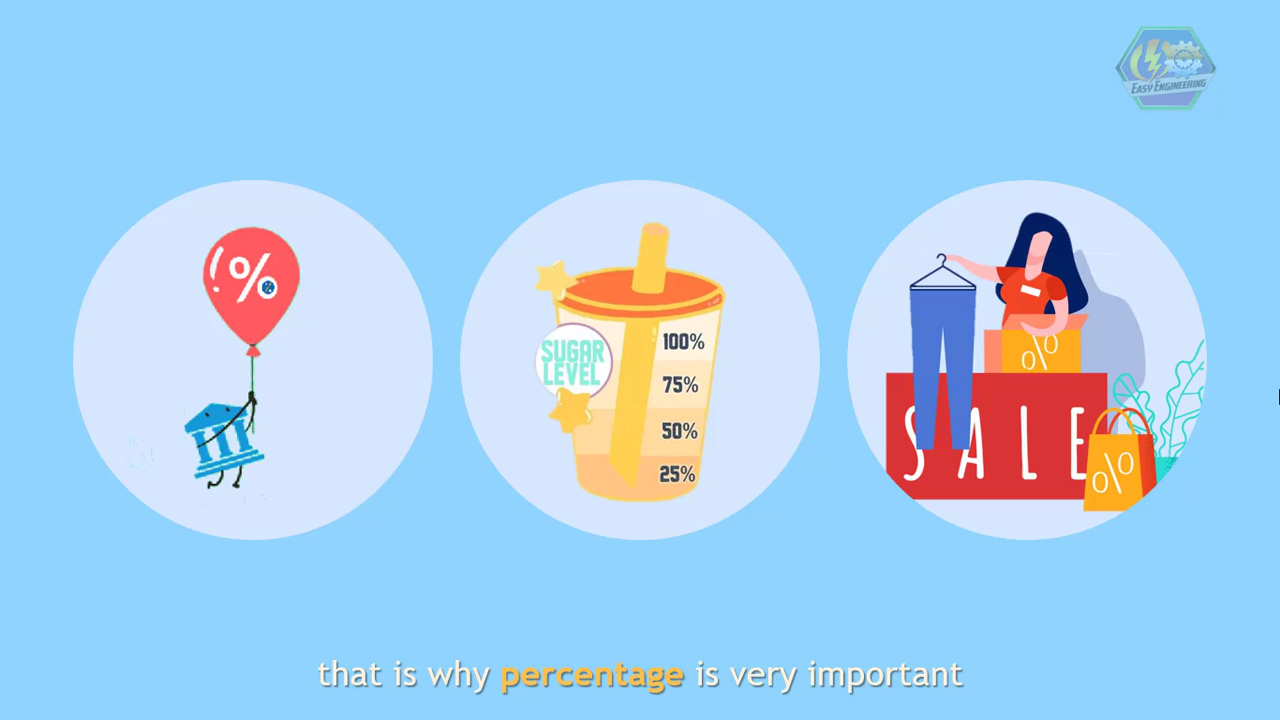 EASY ENGINEERING
!%
SUGAR
LEVEL
100%
75%
50%
25%
%
SALE
%
that is why percentage is very important